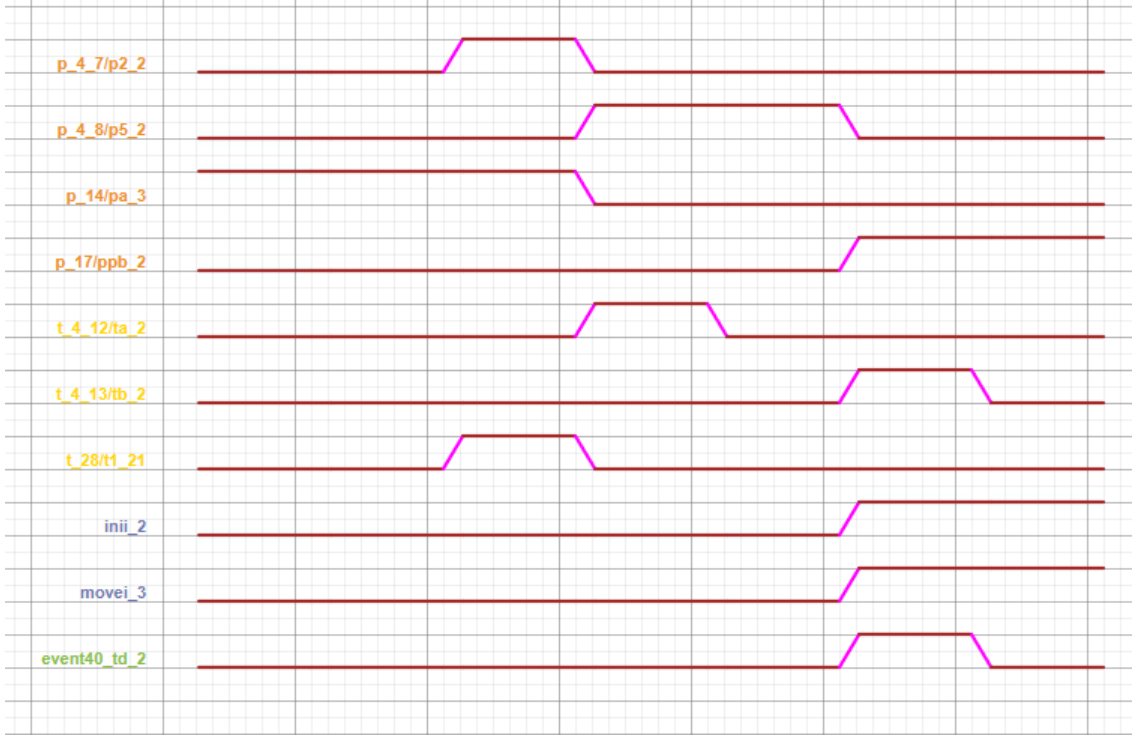 p_4_7/p2_2
p_4_8/p5_2
p_14/pa_3
p_17/ppb_2
t_4_12/ta_2
t_4_13/tb_2
t_28/t1_21
inii_2
movei_3
event40_td_2